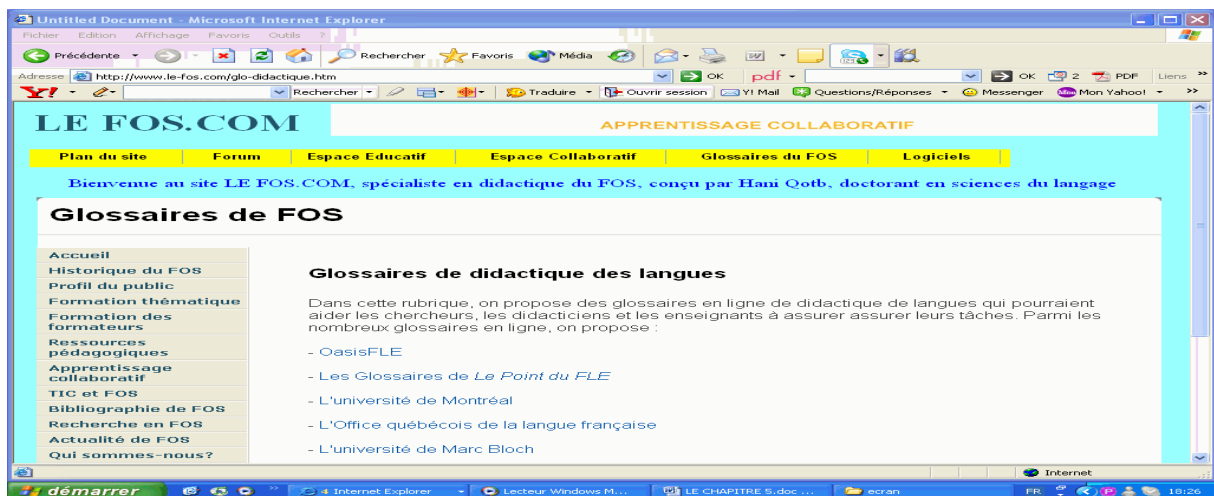 Untitled Document - Microsoft Internet Explorer
Fichier Edition Affichage Favoris Outils ?
Précédente Rechercher Favoris Média
Adresse http://www.le-fos.com/glo-didactique.htm OK pdf - OK 2 PDF Liens »
Y! Rechercher Traduire Ouvrir session Y! Mail Questions/Réponses Messenger Mon Yahoo! »
LE FOS.COM APPRENTISSAGE COLLABORATIF
Plan du site Forum Espace Educatif Espace Collaboratif Glossaires du FOS Logiciels
Bienvenue au site LE FOS.COM, spécialiste en didactique du FOS, conçu par Hani Qotb, doctorant en sciences du langage
Glossaires de FOS
Accueil
Historique du FOS
Profil du public
Formation thématique
Formation des
formateurs
Ressources
pédagogiques
Apprentissage
collaboratif
TIC et FOS
Bibliographie de FOS
Recherche en FOS
Actualité de FOS
Qui sommes-nous?
Glossaires de didactique des langues
Dans cette rubrique, on propose des glossaires en ligne de didactique de langues qui pourraient
aider les chercheurs, les didacticiens et les enseignants à assurer assurer leurs tâches. Parmi les
nombreux glossaires en ligne, on propose :
- OasisFLE
- Les Glossaires de Le Point du FLE
- L'université de Montréal
- L'Office québécois de la langue française
- L'université de Marc Bloch
Internet
démarrer » 4 Internet Explorer Lecteur Windows M... LE CHAPITRE 5.doc ... ecran FR 18:26